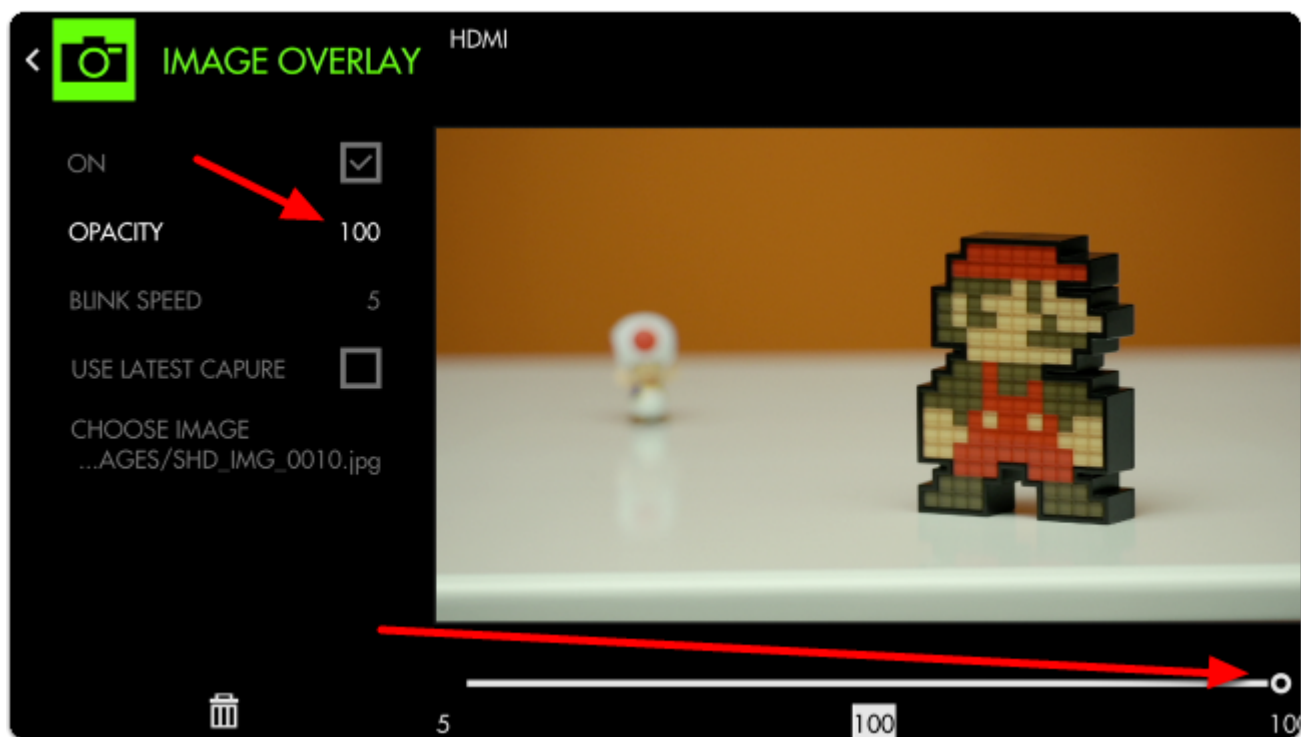 IMAGE OVERLAY
HDMI
ON
OPACITY 100
BLINK SPEED 5
USE LATEST CAPURE
CHOOSE IMAGE
...AGES/SHD_IMG_0010.jpg
5 100 100